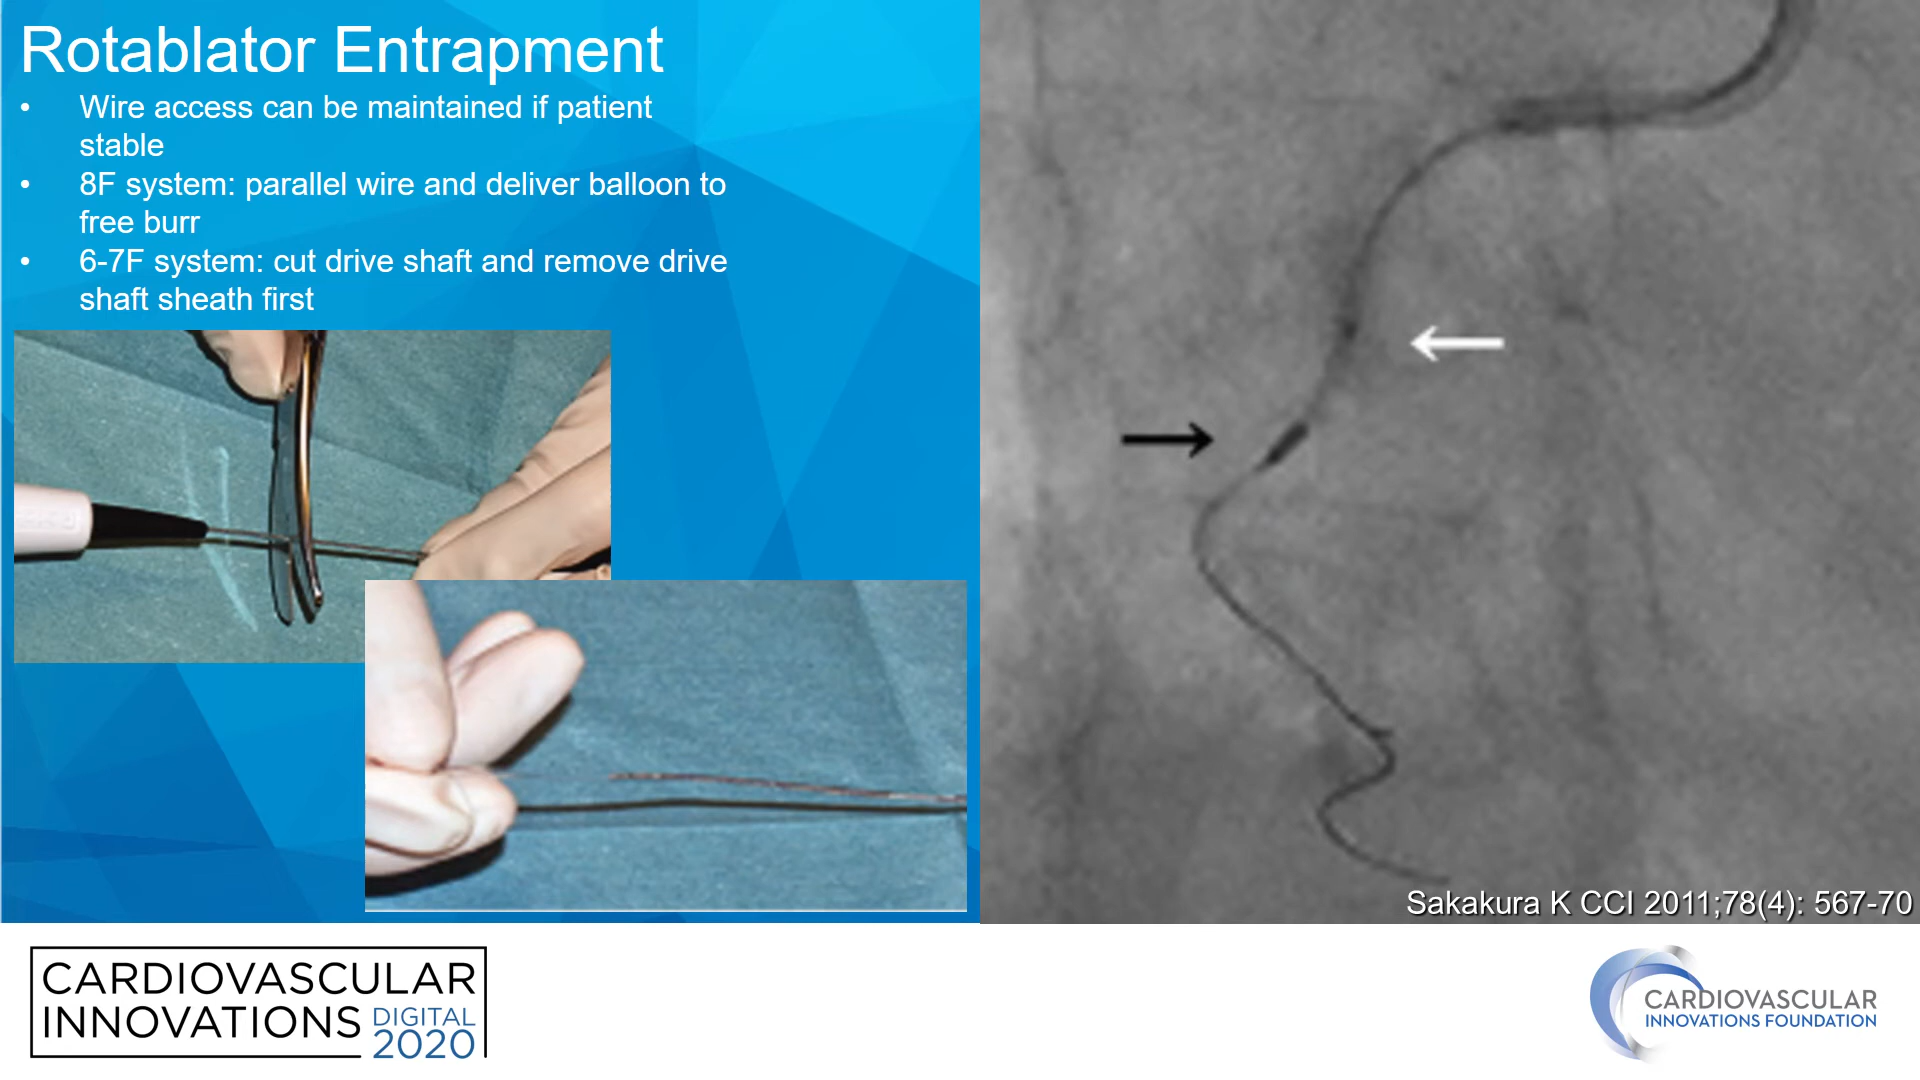 Rotablator Entrapment
• Wire access can be maintained if patient
stable
• 8F system: parallel wire and deliver balloon to
free burr
• 6-7F system: cut drive shaft and remove drive
shaft sheath first
Sakakura K CCI 2011;78(4): 567-70
CARDIOVASCULAR
INNOVATIONS DIGITAL
2020
CARDIOVASCULAR
INNOVATIONS FOUNDATION